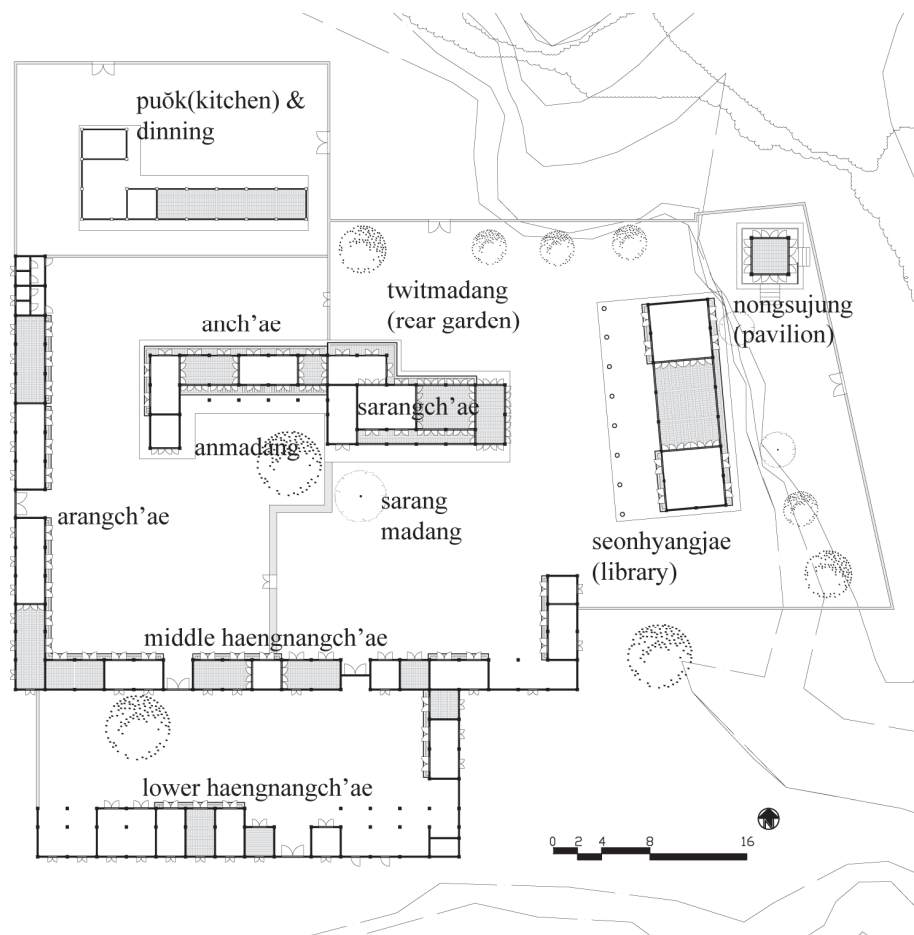 puŏk(kitchen) &
dinning
twitmadang
(rear garden)
nongsujung
(pavilion)
anch’ae
sarangch’ae
anmadang
sarang
madang
arangch’ae
seonhyangjae
(library)
middle haengnangch’ae
lower haengnangch’ae
0 2 4 8 16